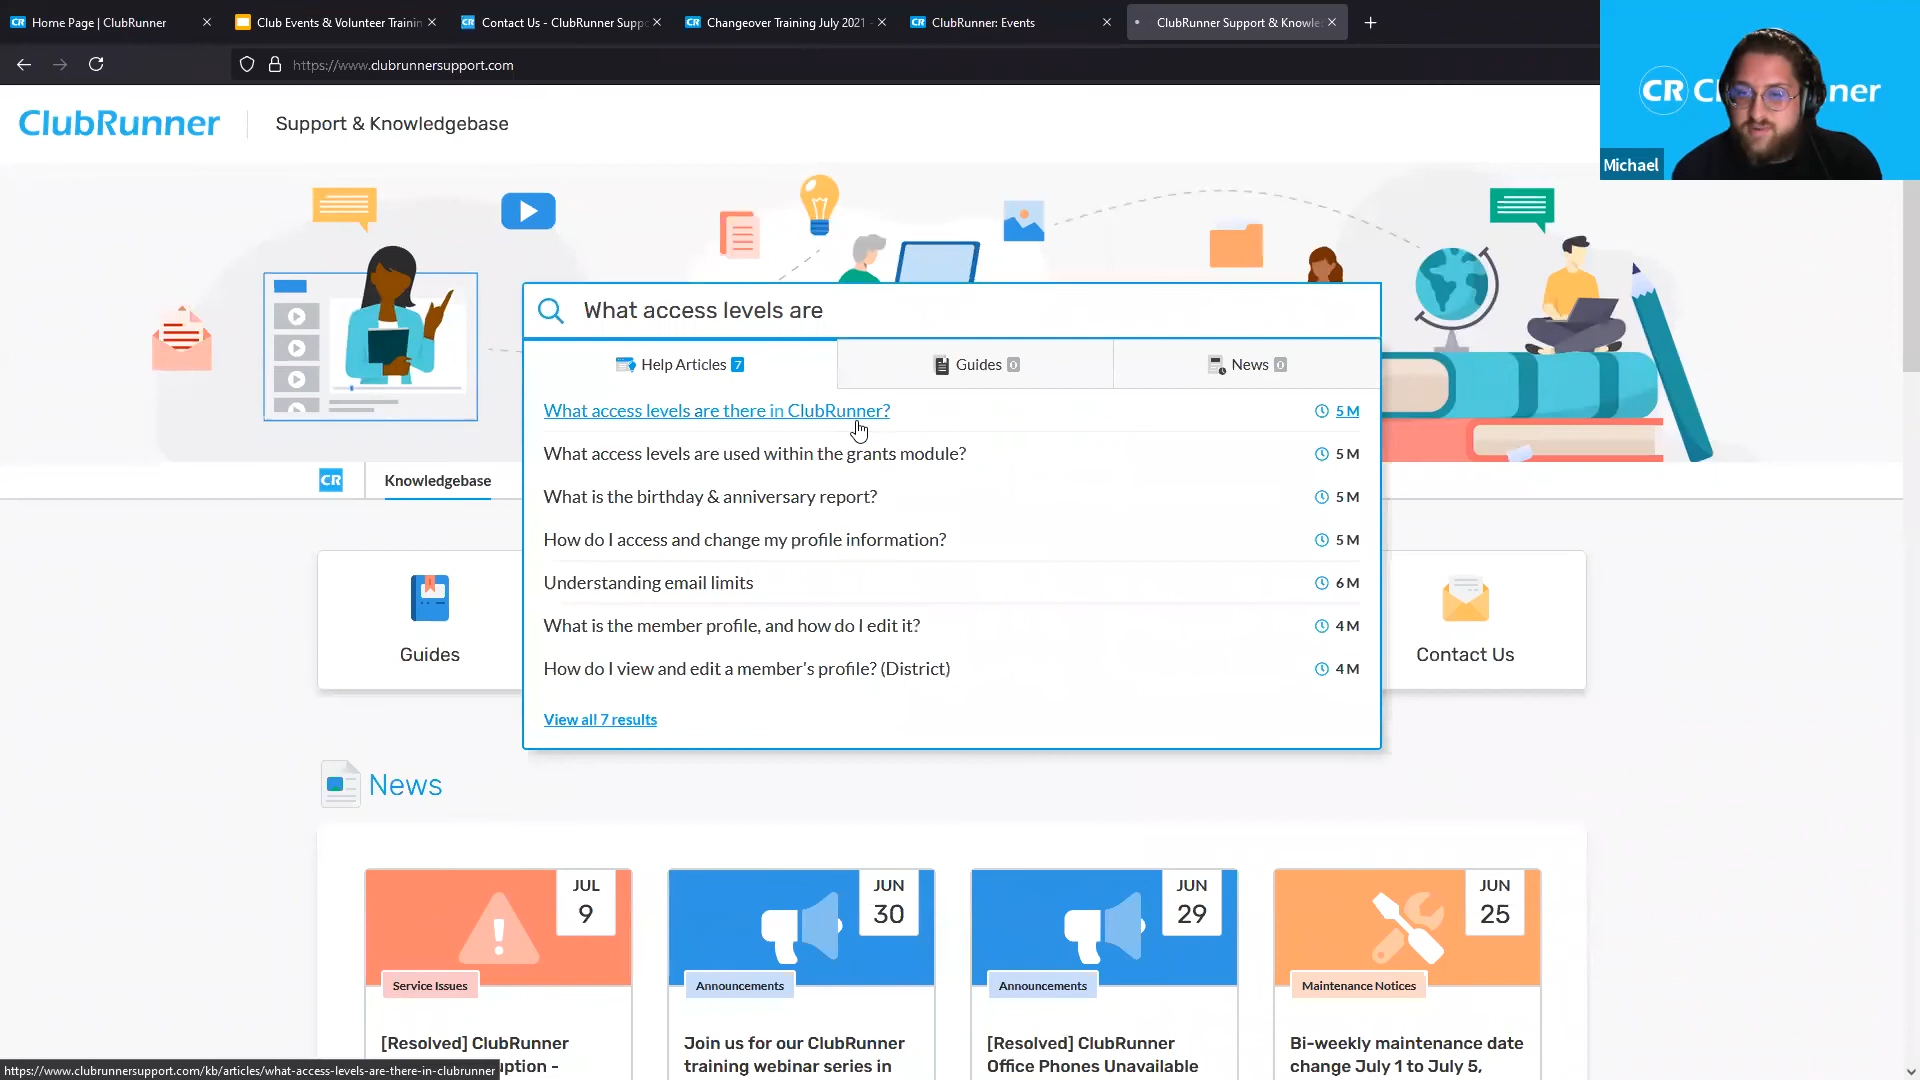 Home Page | ClubRunner
Club Events & Volunteer Trainin
Contact Us - ClubRunner Suppo
Changeover Training July 2021 -
ClubRunner: Events
ClubRunner Support & Knowle
https://www.clubrunnersupport.com
ClubRunner
Support & Knowledgebase
CR Cl ner
Michael
What access levels are
Help Articles 7
Guides 0
News 0
What access levels are there in ClubRunner? 5 M
What access levels are used within the grants module? 5 M
What is the birthday & anniversary report? 5 M
How do I access and change my profile information? 5 M
Understanding email limits 6 M
What is the member profile, and how do I edit it? 4 M
How do I view and edit a member's profile? (District) 4 M
View all 7 results
CR
Knowledgebase
Guides
Contact Us
News
JUL
9
Service Issues
[Resolved] ClubRunner
uption -
JUN
30
Announcements
Join us for our ClubRunner
training webinar series in
JUN
29
Announcements
[Resolved] ClubRunner
Office Phones Unavailable
JUN
25
Maintenance Notices
Bi-weekly maintenance date
change July 1 to July 5,
https://www.clubrunnersupport.com/kb/articles/what-access-levels-are-there-in-clubrunner